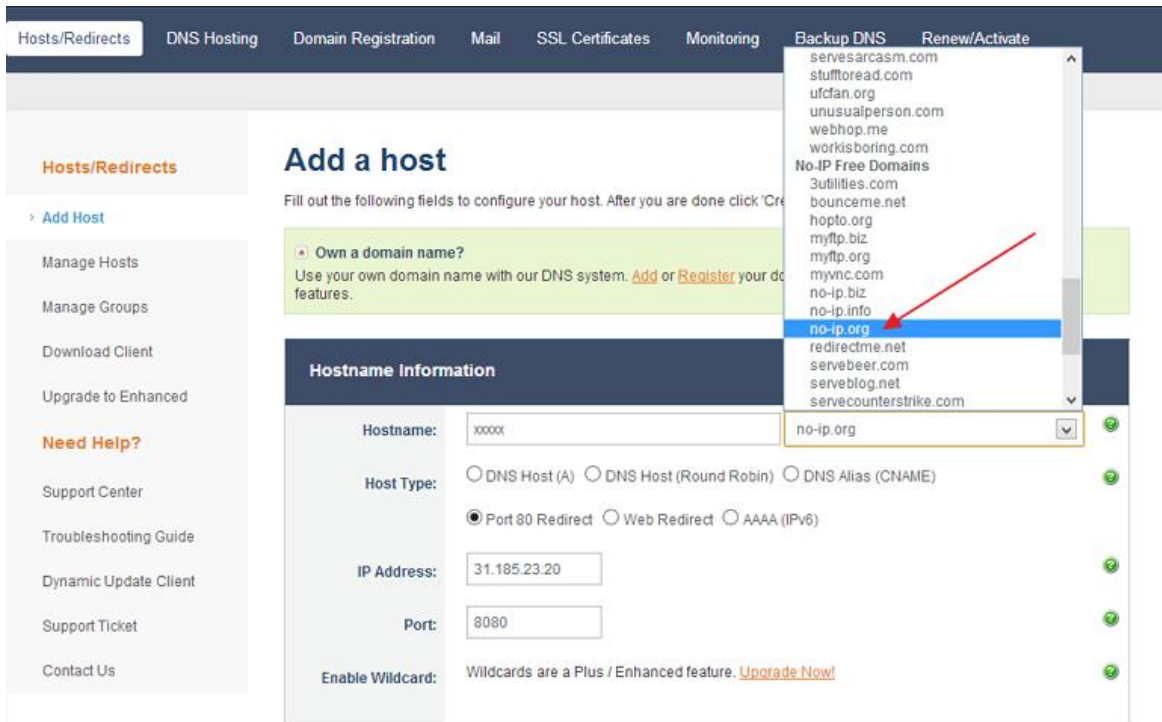 Hosts/Redirects DNS Hosting Domain Registration Mail SSL Certificates Monitoring Backup DNS Renew/Activate
servesarcasm.com
stufftoread.com
ufcfan.org
unusualperson.com
webhop.me
workisboring.com
No-IP Free Domains
3utilities.com
bounceme.net
hopto.org
myftp.biz
myftp.org
myvnc.com
no-ip.biz
no-ip.info
no-ip.org
redirectme.net
servebeer.com
serveblog.net
servecounterstrike.com
Hosts/Redirects
Add Host
Manage Hosts
Manage Groups
Download Client
Upgrade to Enhanced
Need Help?
Support Center
Troubleshooting Guide
Dynamic Update Client
Support Ticket
Contact Us
Add a host
Fill out the following fields to configure your host. After you are done click 'Cre
Own a domain name?
Use your own domain name with our DNS system. Add or Register your do
features.
Hostname Information
Hostname: xxxxx no-ip.org
Host Type: DNS Host (A) DNS Host (Round Robin) DNS Alias (CNAME)
Port 80 Redirect Web Redirect AAAA (IPv6)
IP Address: 31.185.23.20
Port: 8080
Enable Wildcard: Wildcards are a Plus / Enhanced feature. Upgrade Now!